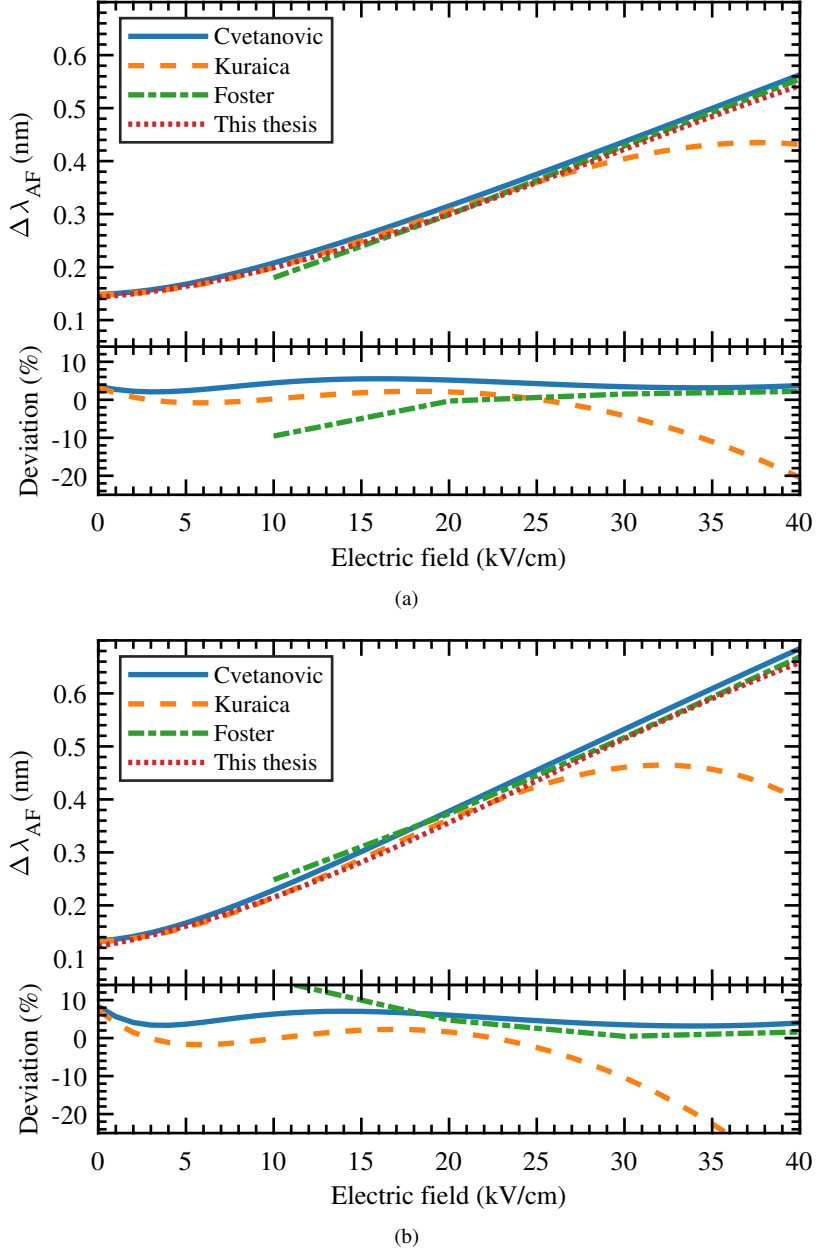 0.6
0.5
0.4
0.3
0.2
0.1
Δ λAF (nm)
Cvetanovic
Kuraica
Foster
This thesis
10
0
-10
-20
Deviation (%)
0 5 10 15 20 25 30 35 40
Electric field (kV/cm)
(a)
0.6
0.5
0.4
0.3
0.2
0.1
Δ λAF (nm)
Cvetanovic
Kuraica
Foster
This thesis
10
0
-10
-20
Deviation (%)
0 5 10 15 20 25 30 35 40
Electric field (kV/cm)
(b)